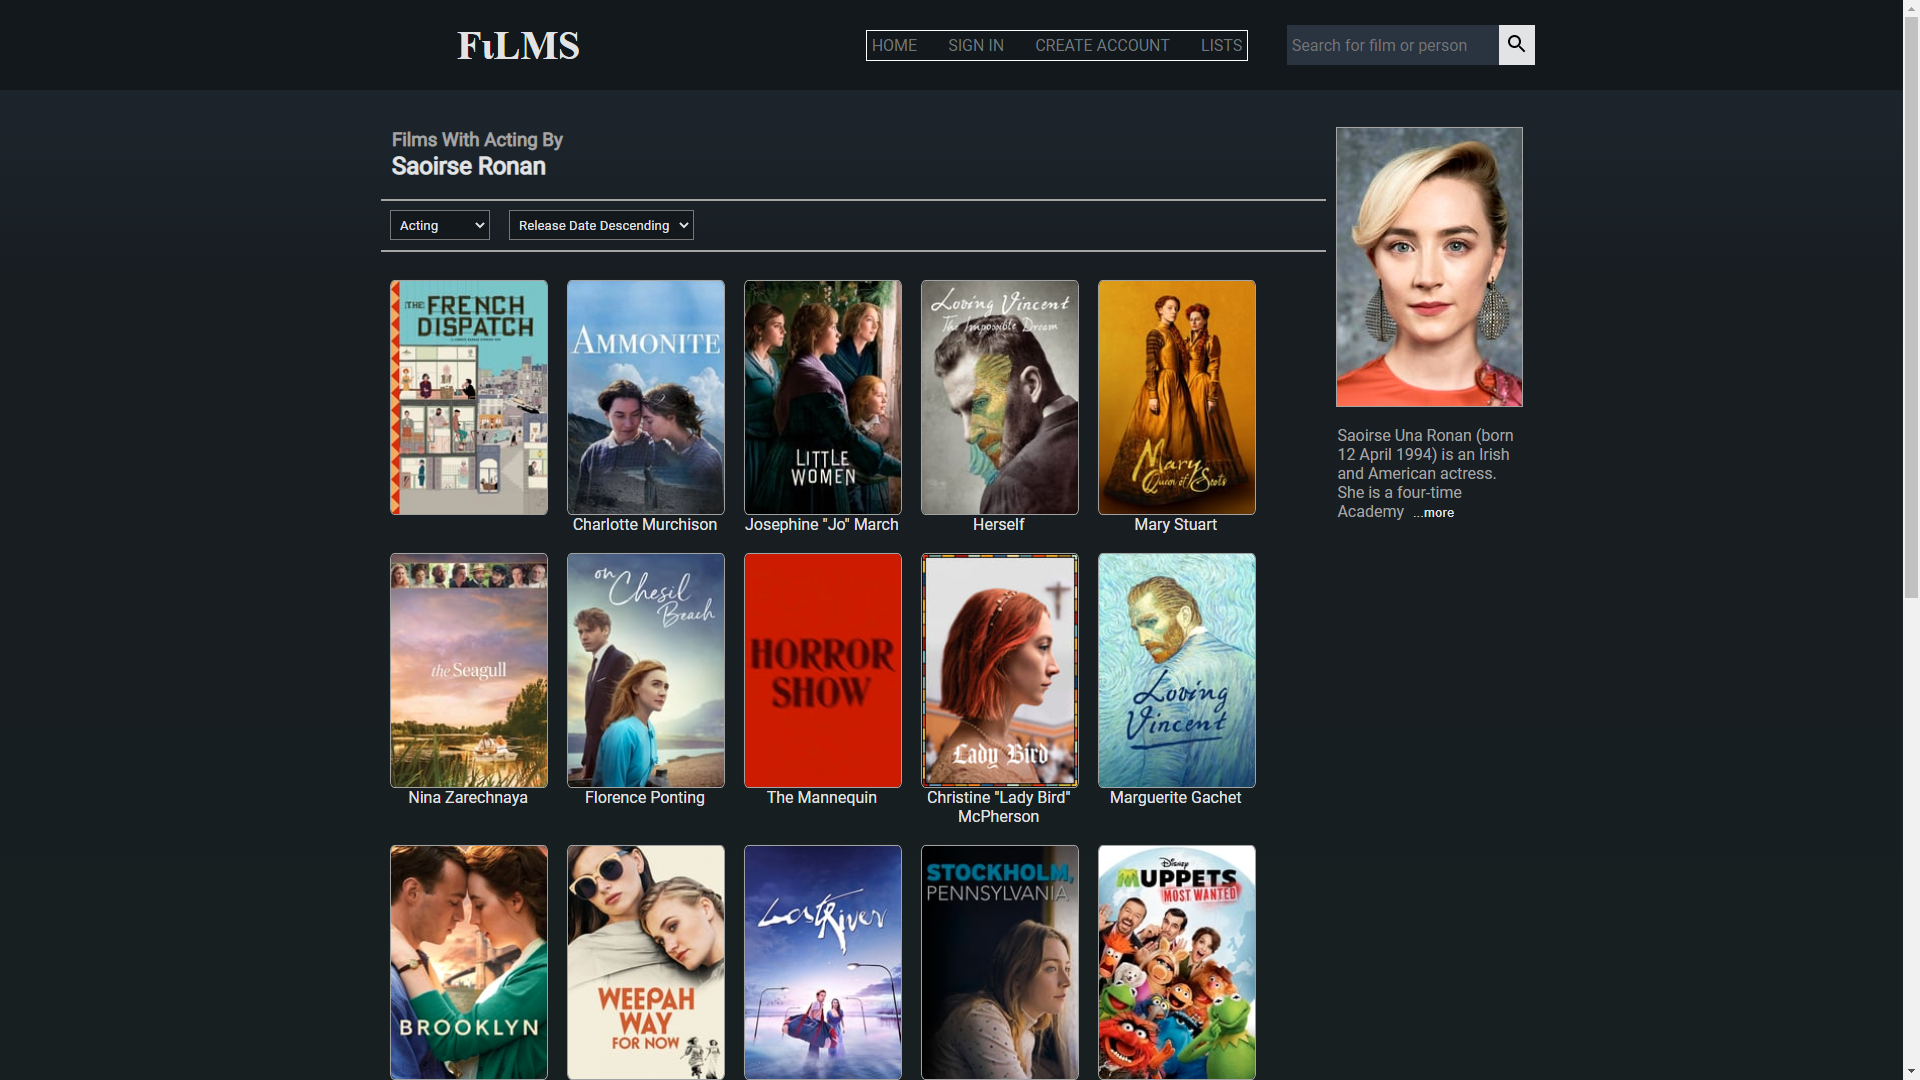 FiLMS
HOME SIGN IN CREATE ACCOUNT LISTS
Search for film or person
Films With Acting By
Saoirse Ronan
Acting
Release Date Descending
THE FRENCH DISPATCH
AMMONITE
LITTLE WOMEN
Loving Vincent
The Impossible Dream
Mary Queen of Scots
Charlotte Murchison
Josephine "Jo" March
Herself
Mary Stuart
Saoirse Una Ronan (born
12 April 1994) is an Irish
and American actress.
She is a four-time
Academy ...more
the Seagull
on Chesil Beach
HORROR SHOW
Lady Bird
Loving Vincent
Nina Zarechnaya
Florence Ponting
The Mannequin
Christine "Lady Bird"
McPherson
Marguerite Gachet
BROOKLYN
WEEPAH WAY FOR NOW
Lost River
STOCKHOLM, PENNSYLVANIA
Disney
MUPPETS
MOST WANTED